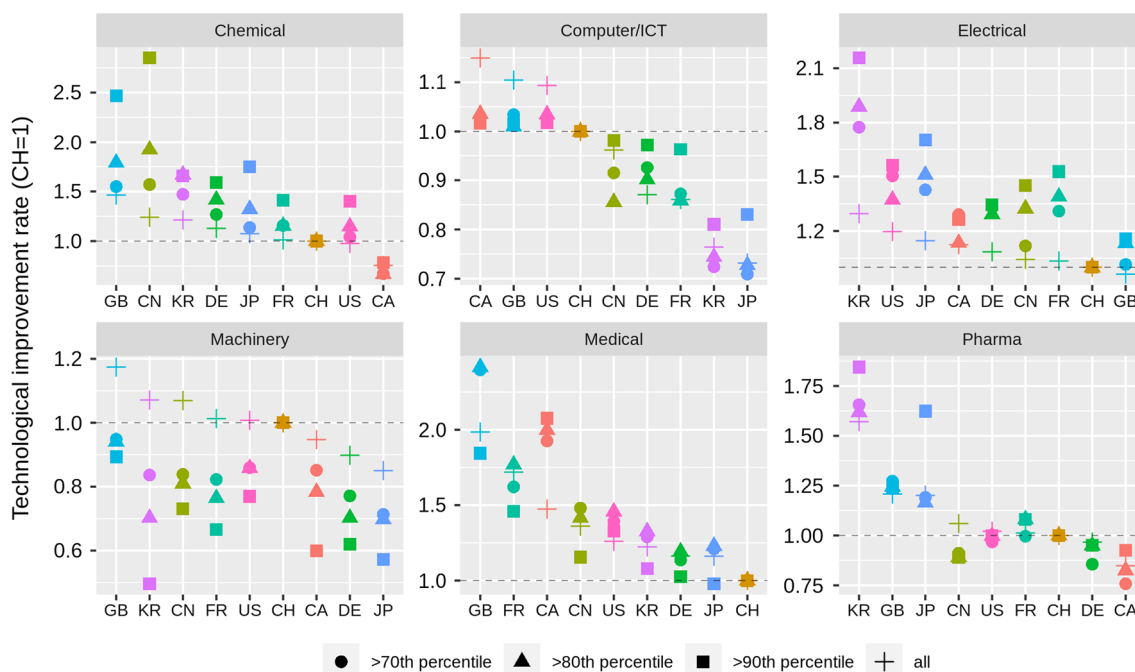 Technological improvement rate (CH=1)
Chemical
2.5
2.0
1.5
1.0
GB CN KR DE JP FR CH US CA
Computer/ICT
1.1
1.0
0.9
0.8
0.7
CA GB US CH CN DE FR KR JP
Electrical
2.1
1.8
1.5
1.2
KR US JP CA DE CN FR CH GB
Machinery
1.2
1.0
0.8
0.6
GB KR CN FR US CH CA DE JP
Medical
2.0
1.5
1.0
GB FR CA CN US KR DE JP CH
Pharma
1.75
1.50
1.25
1.00
0.75
KR GB JP CN US FR CH DE CA
>70th percentile >80th percentile >90th percentile all